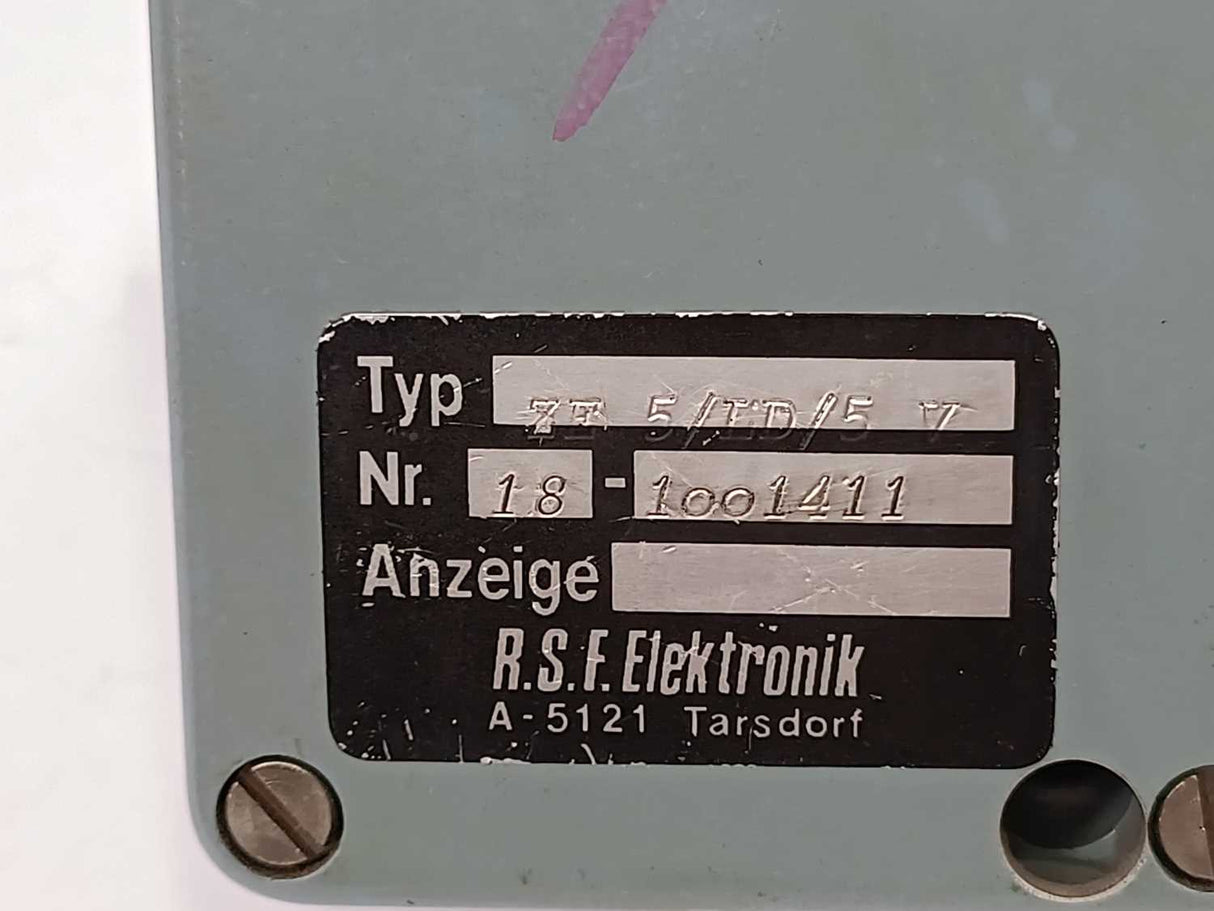 Typ ZE 5/LD/5 V
Nr. 18 - 1001411
Anzeige
R.S.F. Elektronik
A-5121 Tarsdorf